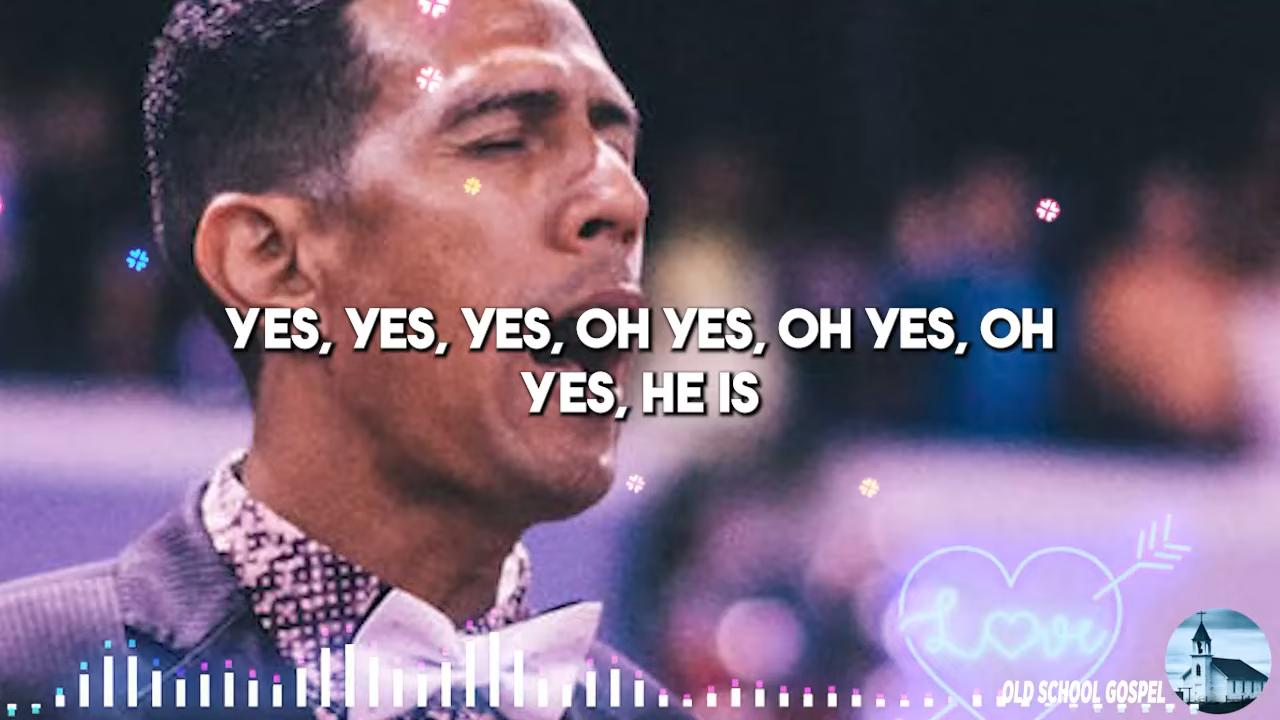 YES, YES, YES, OH YES, OH YES, OH
YES, HE IS
Love
OLD SCHOOL GOSPEL